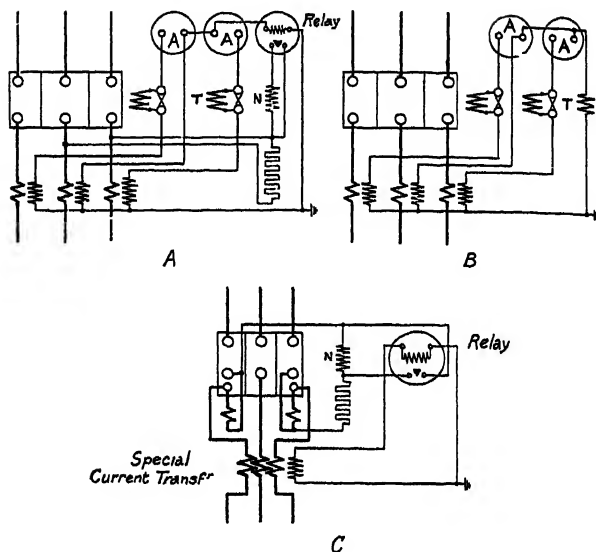 Relay
A A
T N
A
A
A
T
B
N Relay
Special
Current Transf'r
C